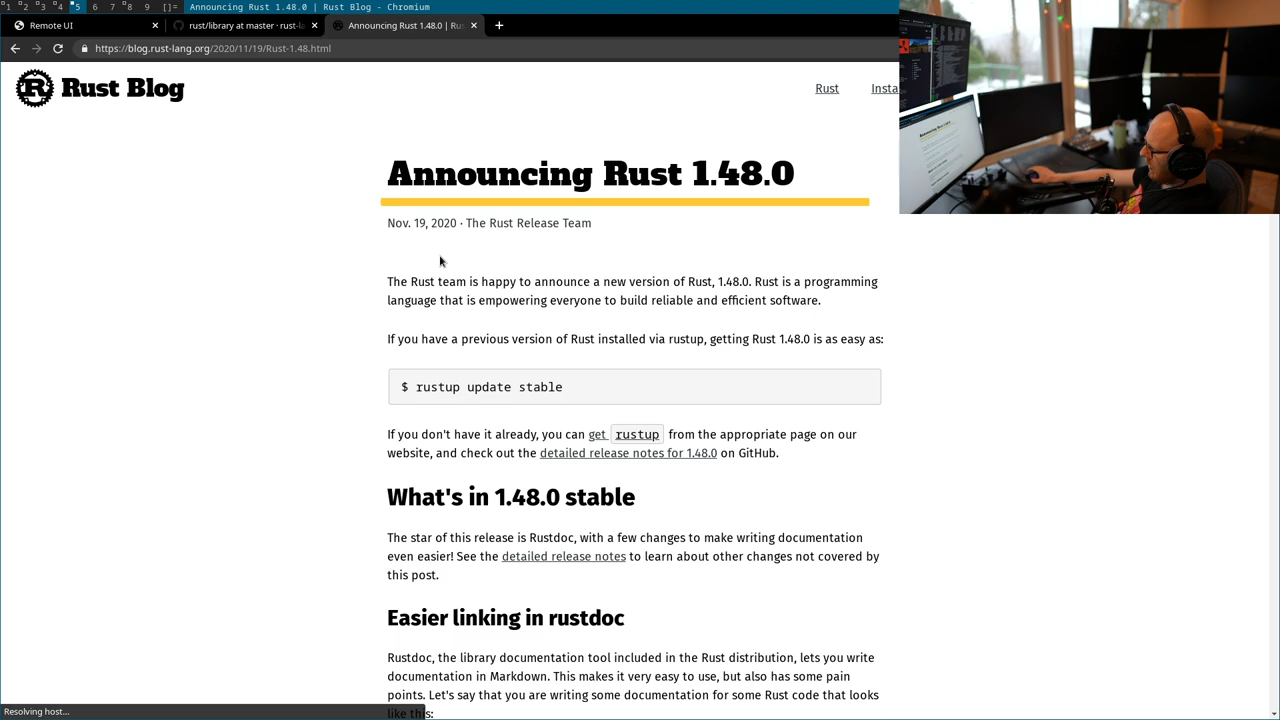 1 2 3 4 5 6 7 8 9 []= Announcing Rust 1.48.0 | Rust Blog - Chromium
Remote UI
rust/library at master · rust-la
Announcing Rust 1.48.0 | Ru
https://blog.rust-lang.org/2020/11/19/Rust-1.48.html
Rust Blog
Rust
Insta
Announcing Rust 1.48.0
Nov. 19, 2020 · The Rust Release Team
The Rust team is happy to announce a new version of Rust, 1.48.0. Rust is a programming
language that is empowering everyone to build reliable and efficient software.
If you have a previous version of Rust installed via rustup, getting Rust 1.48.0 is as easy as:
$ rustup update stable
If you don't have it already, you can get rustup from the appropriate page on our
website, and check out the detailed release notes for 1.48.0 on GitHub.
What's in 1.48.0 stable
The star of this release is Rustdoc, with a few changes to make writing documentation
even easier! See the detailed release notes to learn about other changes not covered by
this post.
Easier linking in rustdoc
Rustdoc, the library documentation tool included in the Rust distribution, lets you write
documentation in Markdown. This makes it very easy to use, but also has some pain
points. Let's say that you are writing some documentation for some Rust code that looks
like this:
Resolving host...